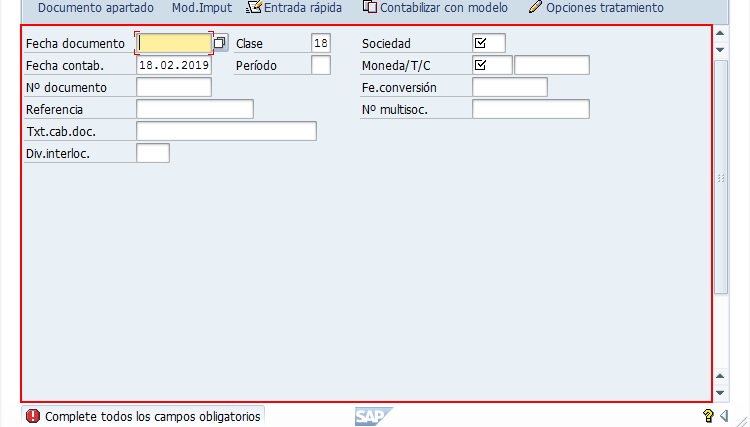 Documento apartado Mod.Imput Entrada rápida Contabilizar con modelo Opciones tratamiento
Fecha documento Clase 18 Sociedad
Fecha contab. 18.02.2019 Período Moneda/T/C
Nº documento Fe.conversión
Referencia Nº multisoc.
Txt.cab.doc.
Div.interloc.
Complete todos los campos obligatorios SAP